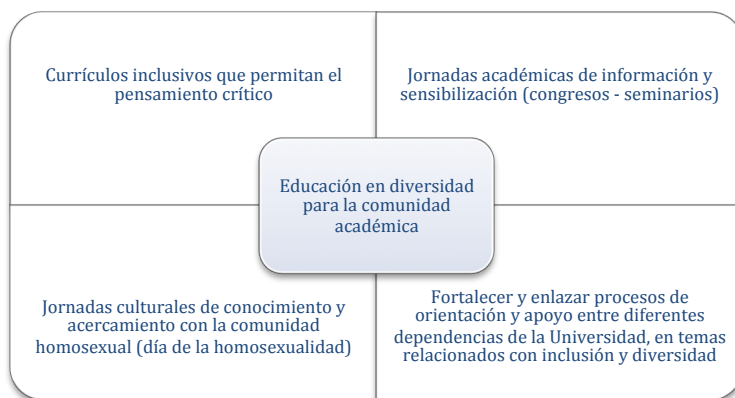 Currículos inclusivos que permitan el
pensamiento crítico
Jornadas académicas de información y
sensibilización (congresos - seminarios)
Educación en diversidad
para la comunidad
académica
Jornadas culturales de conocimiento y
acercamiento con la comunidad
homosexual (día de la homosexualidad)
Fortalecer y enlazar procesos de
orientación y apoyo entre diferentes
dependencias de la Universidad, en temas
relacionados con inclusión y diversidad